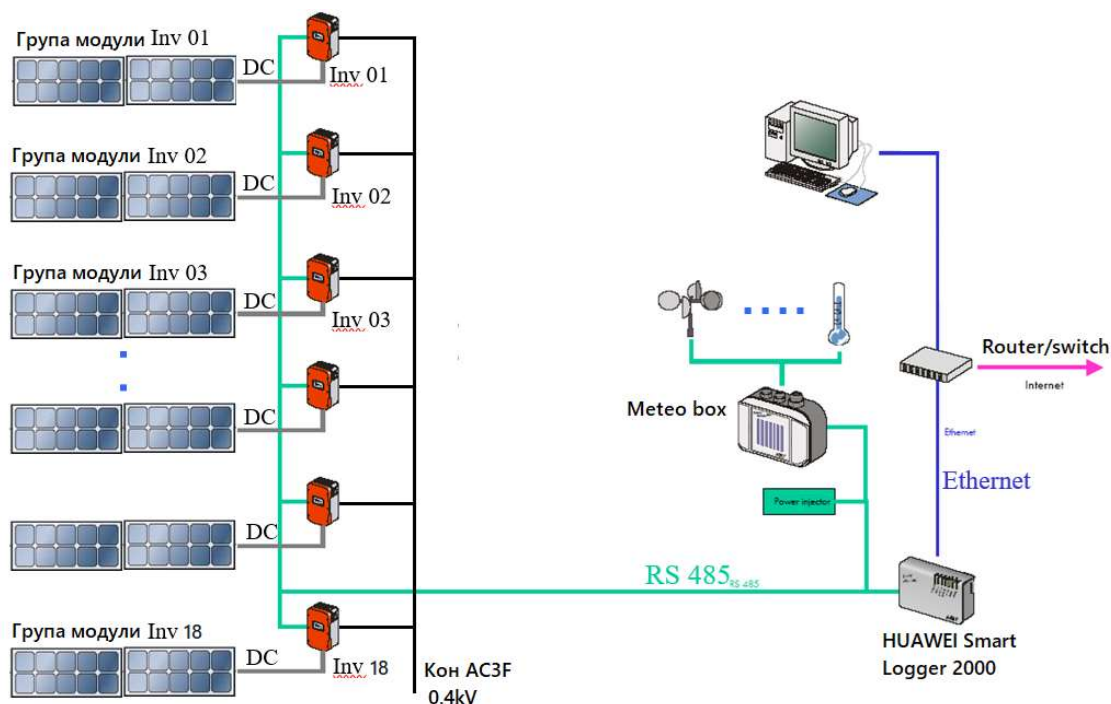 Група модули Inv 01
DC
Inv 01
Група модули Inv 02
DC
Inv 02
Група модули Inv 03
DC
Inv 03
DC
DC
Група модули Inv 18
DC
Inv 18
Кон AC3F
0.4kV
RS 485
RS 485
Meteo box
Power injector
Router/switch
Internet
Ethernet
Ethernet
HUAWEI Smart
Logger 2000